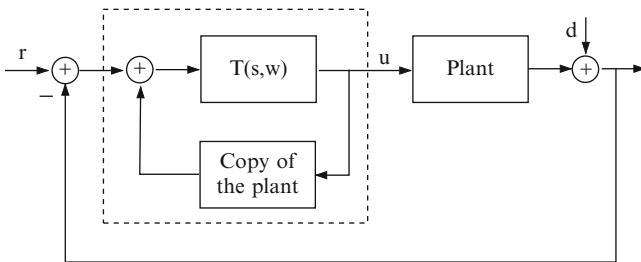 d
r
+
+
T(s,w)
u
Plant
+
−
Copy of
the plant